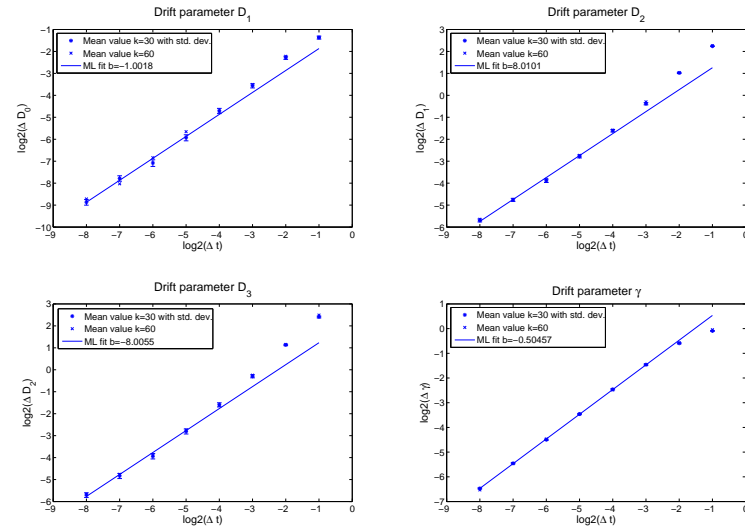 Drift parameter D1
−1
−2
−3
−4
−5
−6
−7
−8
−9
−10
log2(Δ D0)
Mean value k=30 with std. dev.
Mean value k=60
ML fit b=−1.0018
−9 −8 −7 −6 −5 −4 −3 −2 −1 0
log2(Δ t)
Drift parameter D2
3
2
1
0
−1
−2
−3
−4
−5
−6
log2(Δ D1)
Mean value k=30 with std. dev.
Mean value k=60
ML fit b=8.0101
−9 −8 −7 −6 −5 −4 −3 −2 −1 0
log2(Δ t)
Drift parameter D3
3
2
1
0
−1
−2
−3
−4
−5
−6
log2(Δ D2)
Mean value k=30 with std. dev.
Mean value k=60
ML fit b=−8.0055
−9 −8 −7 −6 −5 −4 −3 −2 −1 0
log2(Δ t)
Drift parameter γ
1
0
−1
−2
−3
−4
−5
−6
−7
log2(Δ γ)
Mean value k=30 with std. dev.
Mean value k=60
ML fit b=−0.50457
−9 −8 −7 −6 −5 −4 −3 −2 −1 0
log2(Δ t)